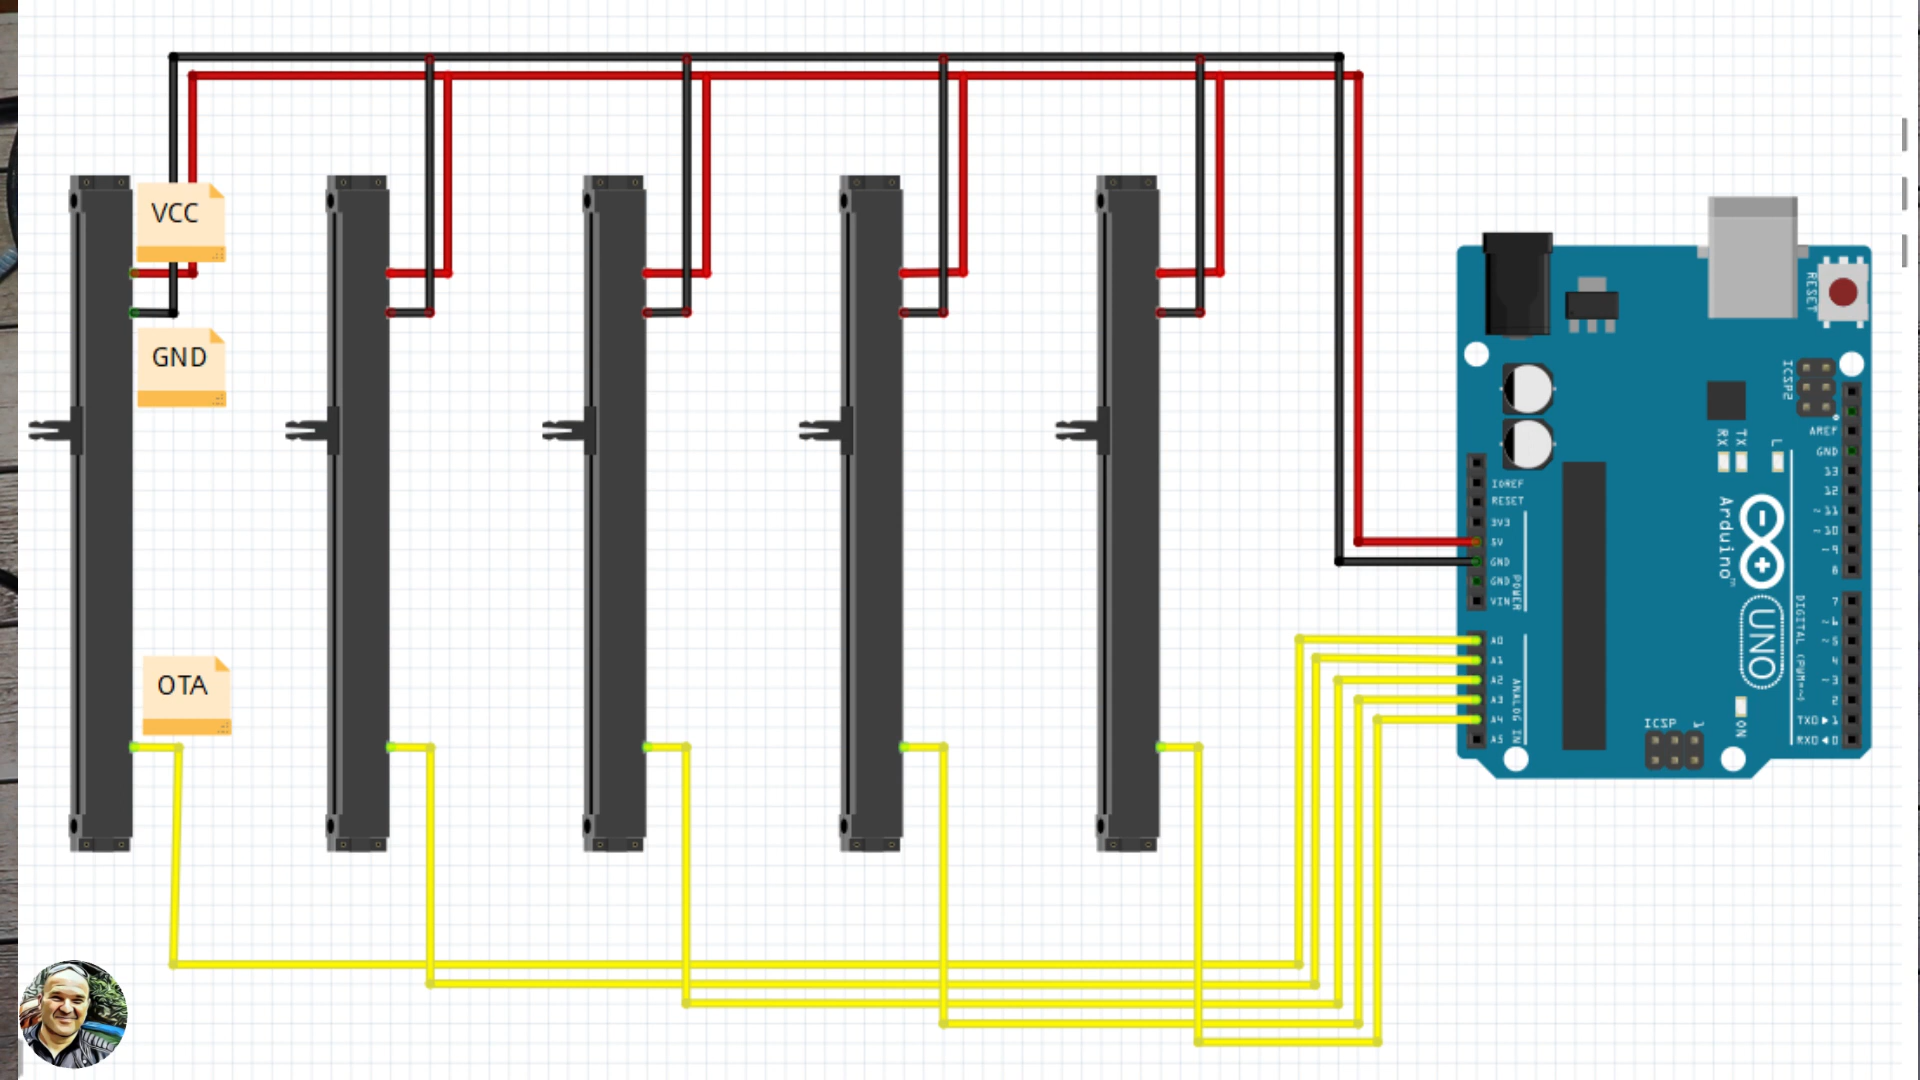 VCC
GND
OTA
RESET
ICSP2
AREF
GND
13
12
~11
~10
~9
8
7
~6
~5
4
~3
2
TX0▶1
RX0◀0
IOREF
RESET
3V3
5V
GND
GND
VIN
POWER
A0
A1
A2
A3
A4
A5
ANALOG IN
TX
RX
L
Arduino™
UNO
DIGITAL (PWM=~)
ICSP
1
ON